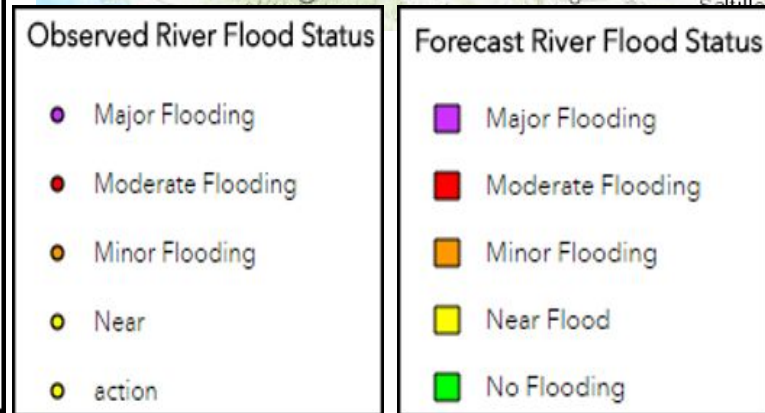 Observed River Flood Status
Major Flooding
Moderate Flooding
Minor Flooding
Near
action
Forecast River Flood Status
Major Flooding
Moderate Flooding
Minor Flooding
Near Flood
No Flooding